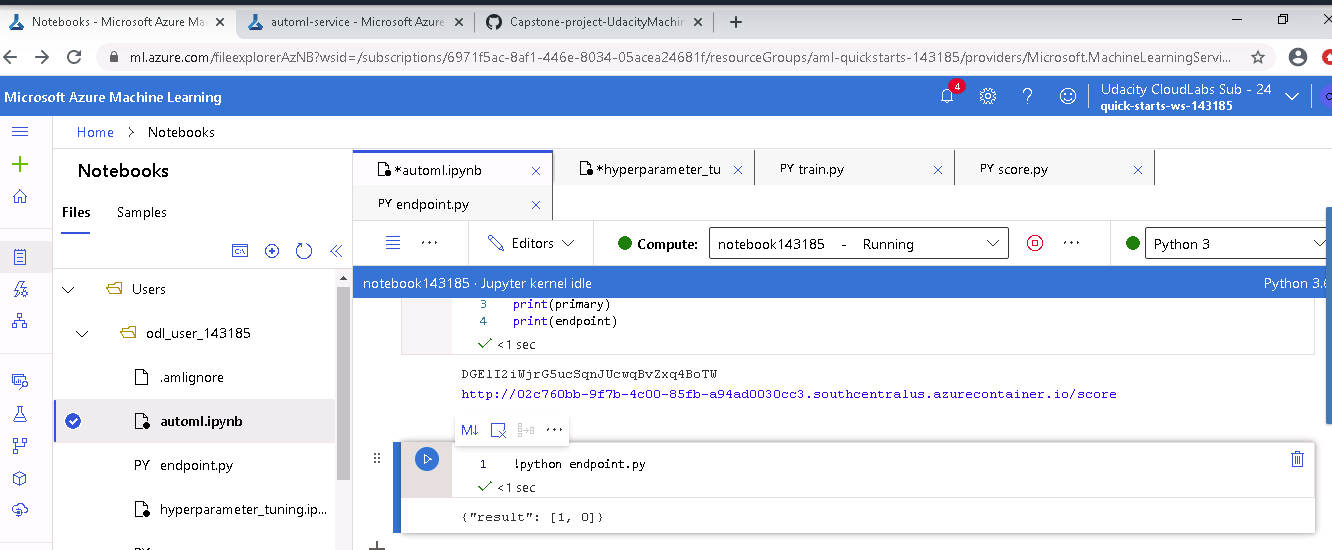 Notebooks - Microsoft Azure Ma
automl-service - Microsoft Azure
Capstone-project-UdacityMachin
ml.azure.com/fileexplorerAzNB?wsid=/subscriptions/6971f5ac-8af1-446e-8034-05acea24681f/resourceGroups/aml-quickstarts-143185/providers/Microsoft.MachineLearningServi...
Microsoft Azure Machine Learning
4
Udacity CloudLabs Sub - 24
quick-starts-ws-143185
Home > Notebooks
Notebooks
Files Samples
Users
odl_user_143185
.amlignore
automl.ipynb
PY endpoint.py
hyperparameter_tuning.ip...
*automl.ipynb
*hyperparameter_tu
PY train.py
PY score.py
PY endpoint.py
Editors
Compute: notebook143185 - Running
Python 3
notebook143185 · Jupyter kernel idle
Python 3.6
3 print(primary)
4 print(endpoint)
<1 sec
DGElI2iWjrG5ucSqnJUcwqBvZxq4BoTW
http://02c760bb-9f7b-4c00-85fb-a94ad0030cc3.southcentralus.azurecontainer.io/score
M↓
1 !python endpoint.py
<1 sec
{"result": [1, 0]}